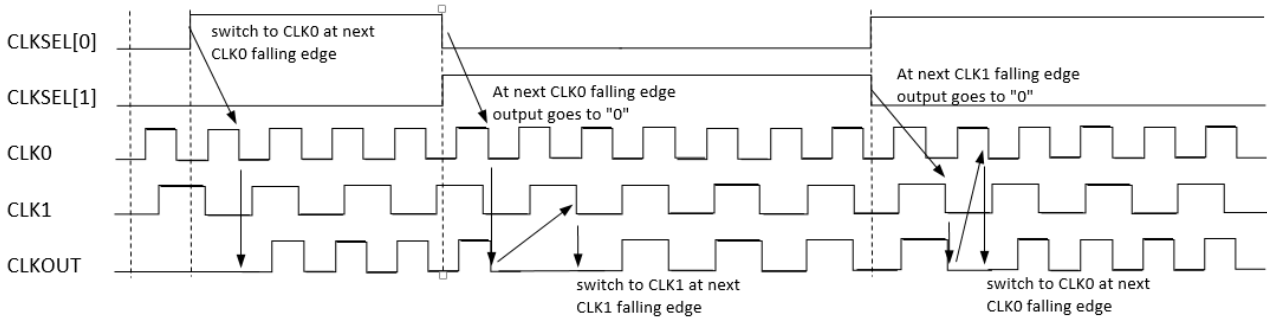 CLKSEL[0]
switch to CLK0 at next
CLK0 falling edge
CLKSEL[1]
At next CLK0 falling edge
output goes to "0"
At next CLK1 falling edge
output goes to "0"
CLK0
CLK1
CLKOUT
switch to CLK1 at next
CLK1 falling edge
switch to CLK0 at next
CLK0 falling edge